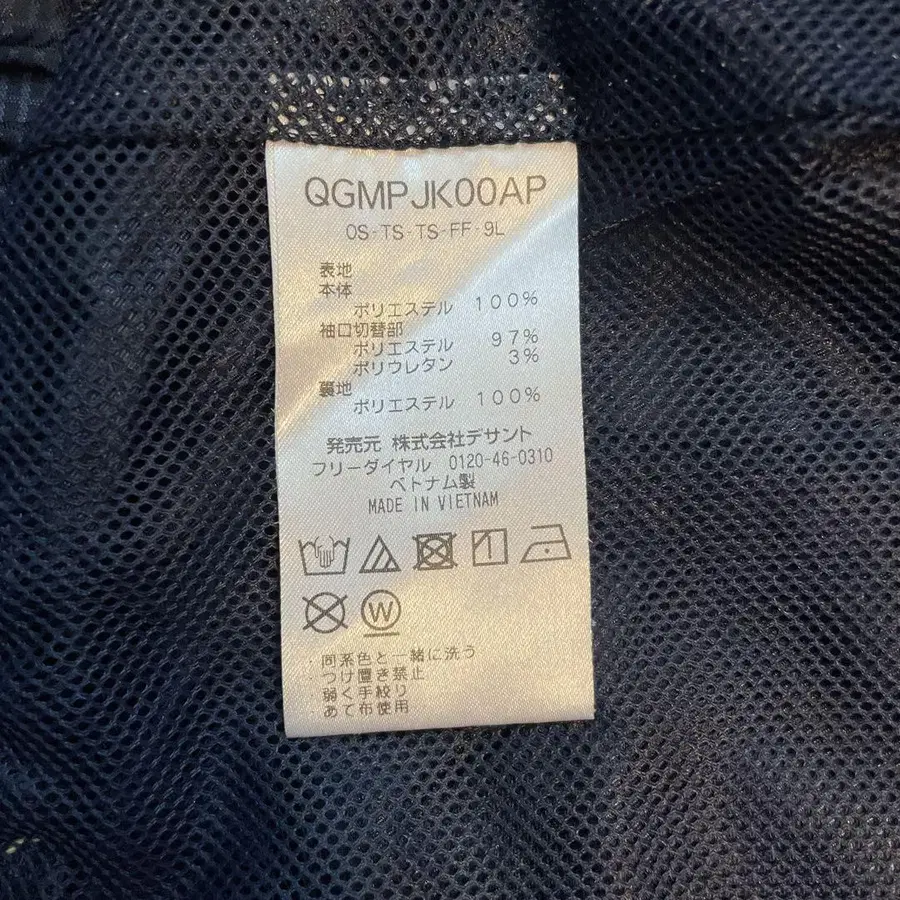 QGMPJK00AP
OS-TS-TS-FF-9L
表地
本体
ポリエステル 100%
袖口切替部
ポリエステル 97%
ポリウレタン 3%
裏地
ポリエステル 100%
発売元 株式会社デサント
フリーダイヤル 0120-46-0310
ベトナム製
MADE IN VIETNAM
W
・同系色と一緒に洗う
・つけ置き禁止
・弱く手絞り
・あて布使用